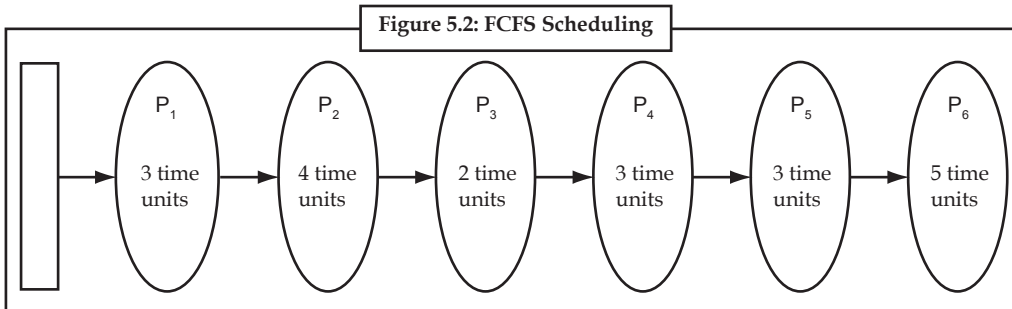 Figure 5.2: FCFS Scheduling
P1
3 time
units
P2
4 time
units
P3
2 time
units
P4
3 time
units
P5
3 time
units
P6
5 time
units